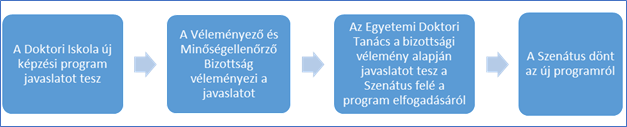 A Doktori Iskola új
képzési program
javaslatot tesz
A Véleményező és
Minőségellenőrző
Bizottság
véleményezi a
javaslatot
Az Egyetemi Doktori
Tanács a bizottsági
vélemény alapján
javaslatot tesz a
Szenátus felé a
program elfogadásáról
A Szenátus dönt
az új programról